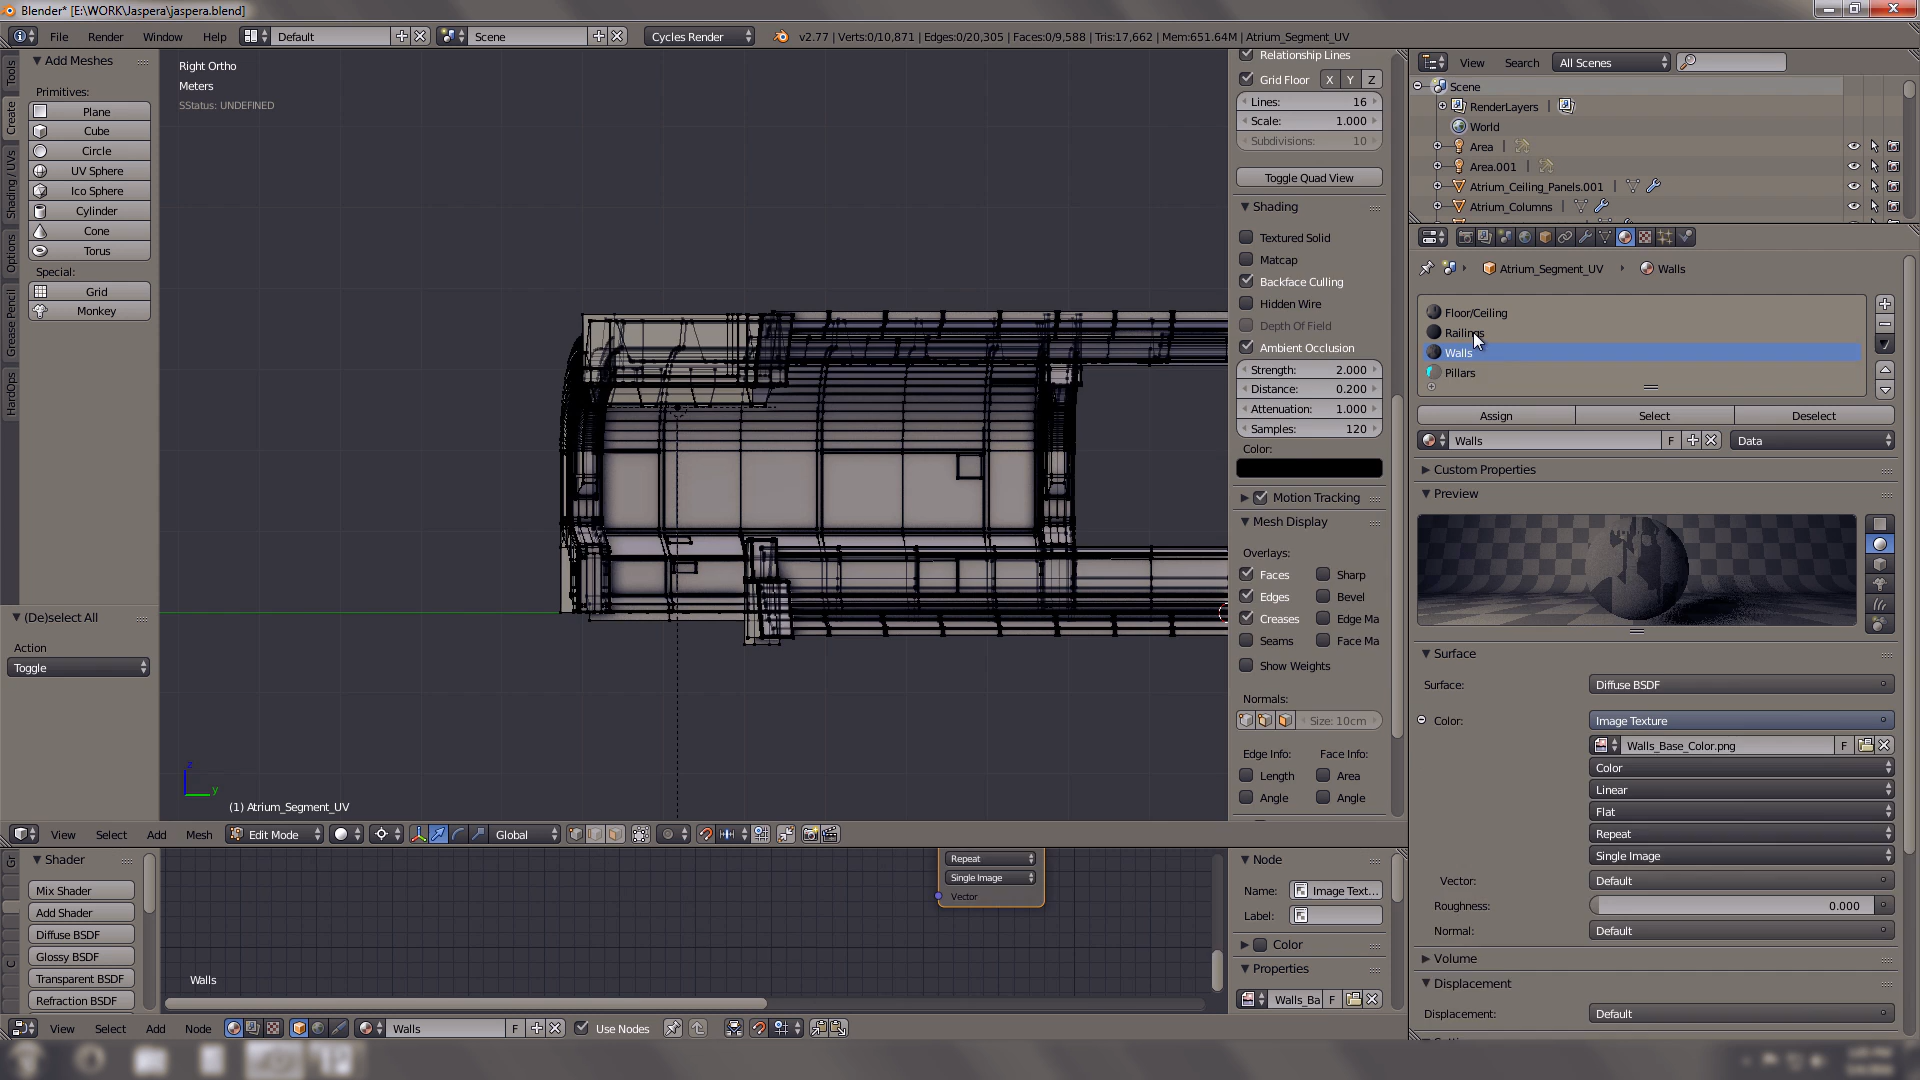 Blender* [E:\WORK\Jaspera\jaspera.blend]
File Render Window Help Default Scene Cycles Render v2.77 | Verts:0/10,871 | Edges:0/20,305 | Faces:0/9,588 | Tris:17,662 | Mem:651.64M | Atrium_Segment_UV
Tools
Create
Shading / UVs
Options
Grease Pencil
HardOps
Add Meshes
Primitives:
Plane
Cube
Circle
UV Sphere
Ico Sphere
Cylinder
Cone
Torus
Special:
Grid
Monkey
(De)select All
Action
Toggle
Right Ortho
Meters
SStatus: UNDEFINED
z
y
(1) Atrium_Segment_UV
Relationship Lines
Grid Floor X Y Z
Lines: 16
Scale: 1.000
Subdivisions: 10
Toggle Quad View
Shading
Textured Solid
Matcap
Backface Culling
Hidden Wire
Depth Of Field
Ambient Occlusion
Strength: 2.000
Distance: 0.200
Attenuation: 1.000
Samples: 120
Color:
Motion Tracking
Mesh Display
Overlays:
Faces Sharp
Edges Bevel
Creases Edge Ma
Seams Face Ma
Show Weights
Normals:
Size: 10cm
Edge Info: Face Info:
Length Area
Angle Angle
View Select Add Mesh Edit Mode Global
Gr
C
Shader
Mix Shader
Add Shader
Diffuse BSDF
Glossy BSDF
Transparent BSDF
Refraction BSDF
Repeat
Single Image
Vector
Walls
Node
Name: Image Text...
Label:
Color
Properties
Walls_Ba F
View Select Add Node Walls F Use Nodes
View Search All Scenes
Scene
RenderLayers |
World
Area |
Area.001 |
Atrium_Ceiling_Panels.001 |
Atrium_Columns |
Atrium_Segment_UV Walls
Floor/Ceiling
Railings
Walls
Pillars
Assign Select Deselect
Walls F Data
Custom Properties
Preview
Surface
Surface: Diffuse BSDF
Color: Image Texture
Walls_Base_Color.png F
Color
Linear
Flat
Repeat
Single Image
Vector: Default
Roughness: 0.000
Normal: Default
Volume
Displacement
Displacement: Default